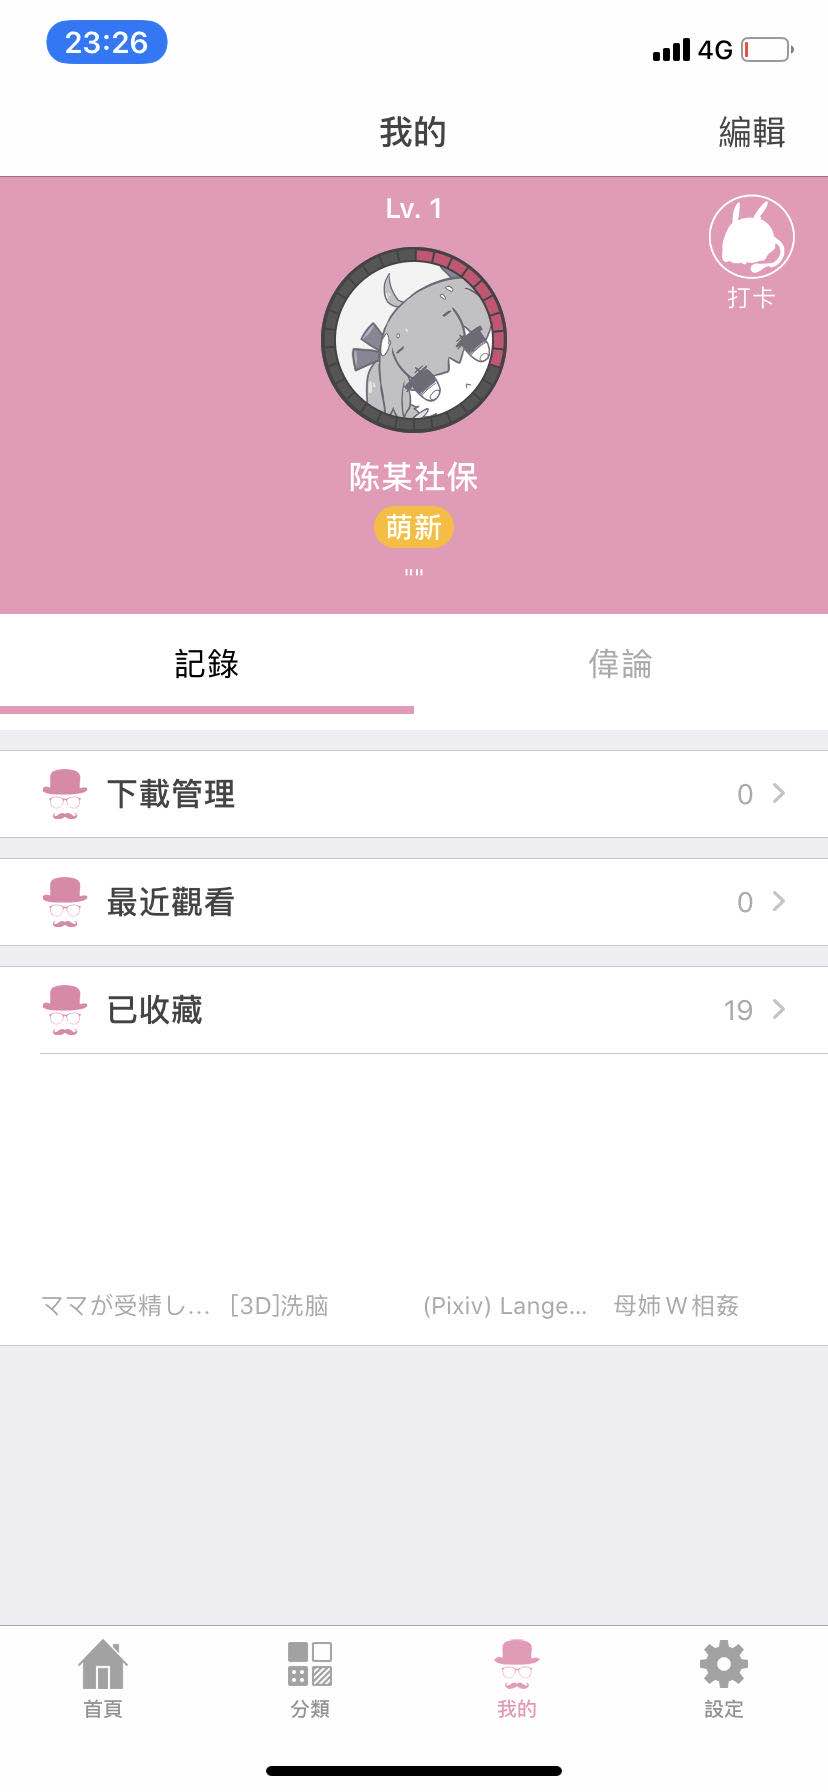 23:26 4G
我的 編輯
Lv. 1
打卡
陈某社保
萌新
""
記錄 偉論
下載管理 0
最近觀看 0
已收藏 19
ママが受精し... [3D]洗脑 (Pixiv) Lange... 母姉W相姦
首頁 分類 我的 設定